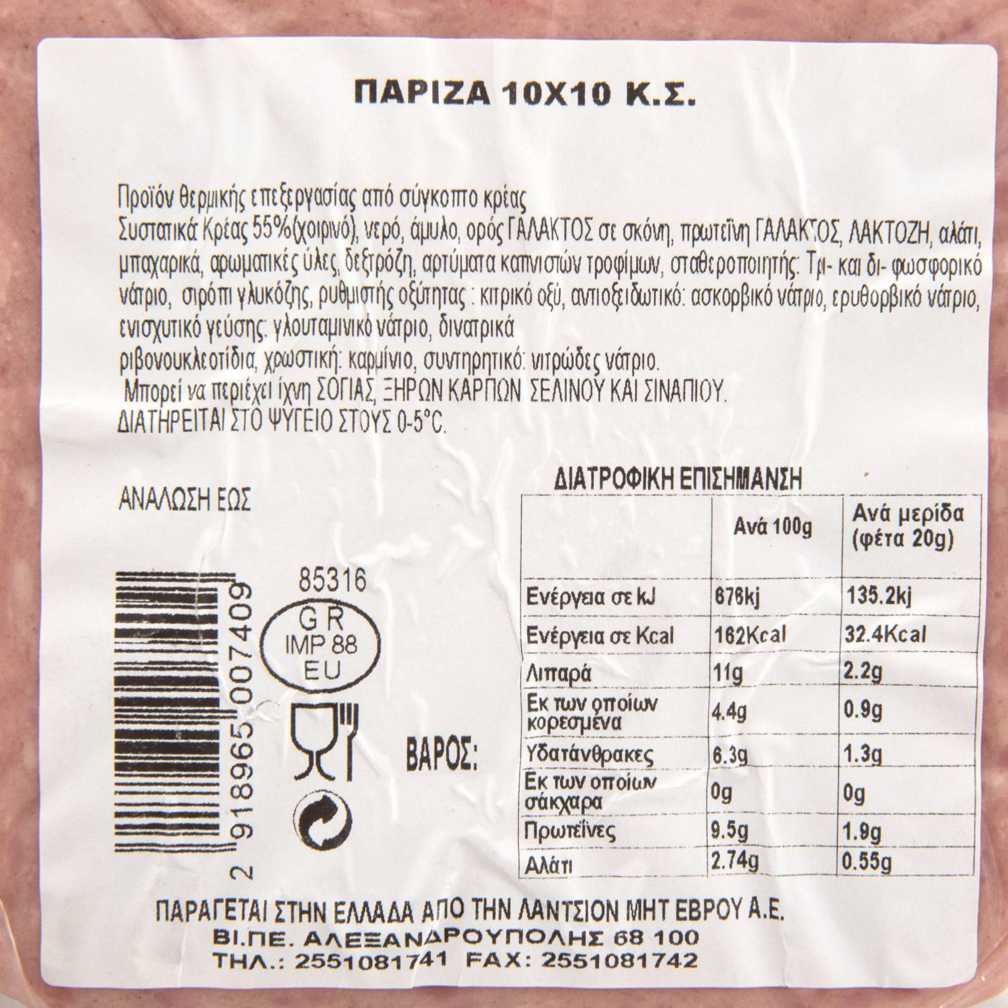 ΠΑΡΙΖΑ 10Χ10 Κ.Σ.
Προϊόν θερμικής επεξεργασίας από σύγκοπτο κρέας
Συστατικά: Κρέας 55%(χοιρινό), νερό, άμυλο, ορός ΓΑΛΑΚΤΟΣ σε σκόνη, πρωτεΐνη ΓΑΛΑΚΤΟΣ, ΛΑΚΤΟΖΗ, αλάτι,
μπαχαρικά, αρωματικές ύλες, δεξτρόζη, αρτύματα καπνιστών τροφίμων, σταθεροποιητής: Τρι- και δι- φωσφορικό
νάτριο, σιρόπι γλυκόζης, ρυθμιστής οξύτητας : κιτρικό οξύ, αντιοξειδωτικό: ασκορβικό νάτριο, ερυθορβικό νάτριο,
ενισχυτικό γεύσης: γλουταμινικό νάτριο, δινατρικά
ριβονουκλεοτίδια, χρωστική: καρμίνιο, συντηρητικό: νιτρώδες νάτριο.
Μπορεί να περιέχει ίχνη ΣΟΓΙΑΣ, ΞΗΡΩΝ ΚΑΡΠΩΝ ΣΕΛΙΝΟΥ ΚΑΙ ΣΙΝΑΠΙΟΥ.
ΔΙΑΤΗΡΕΙΤΑΙ ΣΤΟ ΨΥΓΕΙΟ ΣΤΟΥΣ 0-5°C.
ΑΝΑΛΩΣΗ ΕΩΣ
85316
GR
IMP 88
EU
2 918965 007409
ΒΑΡΟΣ:
ΔΙΑΤΡΟΦΙΚΗ ΕΠΙΣΗΜΑΝΣΗ
Ανά 100g Ανά μερίδα (φέτα 20g)
Ενέργεια σε kJ 676kj 135.2kj
Ενέργεια σε Kcal 162Kcal 32.4Kcal
Λιπαρά 11g 2.2g
Εκ των οποίων κορεσμένα 4.4g 0.9g
Υδατάνθρακες 6.3g 1.3g
Εκ των οποίων σάκχαρα 0g 0g
Πρωτεΐνες 9.5g 1.9g
Αλάτι 2.74g 0.55g
ΠΑΡΑΓΕΤΑΙ ΣΤΗΝ ΕΛΛΑΔΑ ΑΠΟ ΤΗΝ ΛΑΝΤΣΙΟΝ ΜΗΤ ΕΒΡΟΥ Α.Ε.
ΒΙ.ΠΕ. ΑΛΕΞΑΝΔΡΟΥΠΟΛΗΣ 68 100
ΤΗΛ.: 2551081741 FAX: 2551081742